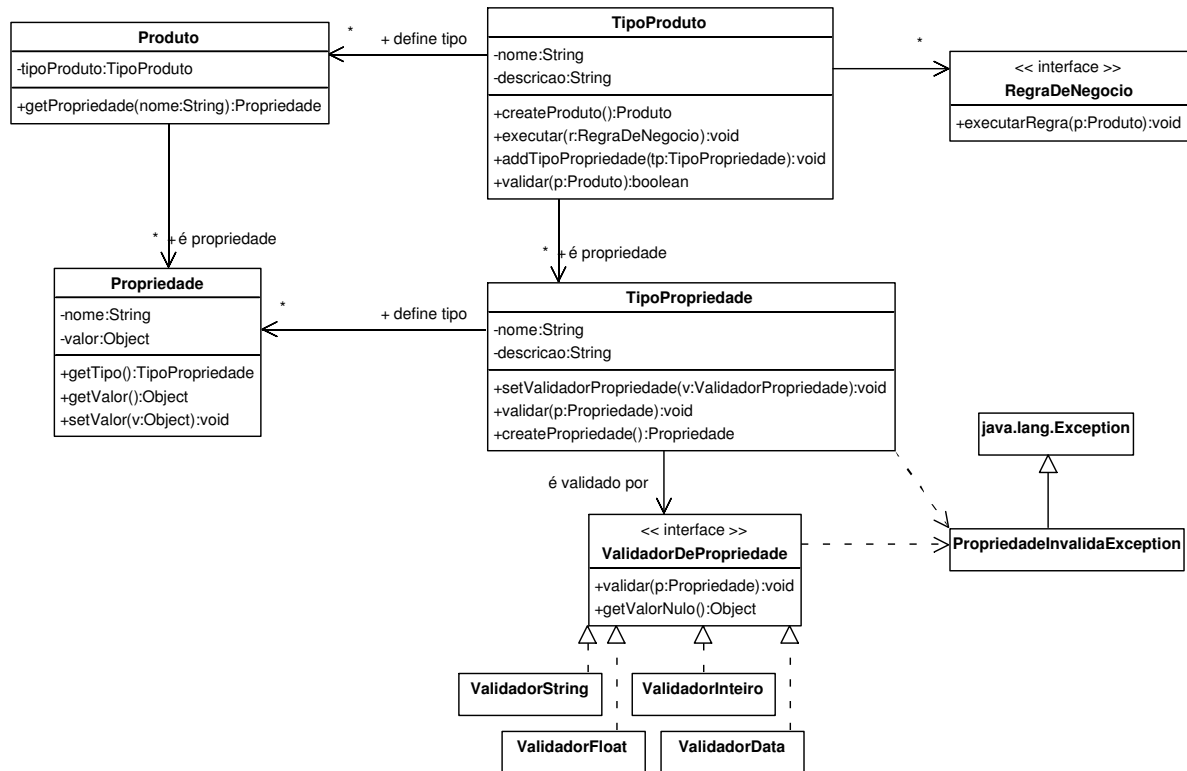 Produto
-tipoProduto:TipoProduto
+getPropriedade(nome:String):Propriedade
*
+ define tipo
TipoProduto
-nome:String
-descricao:String
+createProduto():Produto
+executar(r:RegraDeNegocio):void
+addTipoPropriedade(tp:TipoPropriedade):void
+validar(p:Produto):boolean
*
<< interface >>
RegraDeNegocio
+executarRegra(p:Produto):void
* + é propriedade
* + é propriedade
Propriedade
-nome:String
-valor:Object
+getTipo():TipoPropriedade
+getValor():Object
+setValor(v:Object):void
*
+ define tipo
TipoPropriedade
-nome:String
-descricao:String
+setValidadorPropriedade(v:ValidadorPropriedade):void
+validar(p:Propriedade):void
+createPropriedade():Propriedade
java.lang.Exception
é validado por
<< interface >>
ValidadorDePropriedade
+validar(p:Propriedade):void
+getValorNulo():Object
PropriedadeInvalidaException
ValidadorString
ValidadorInteiro
ValidadorFloat
ValidadorData